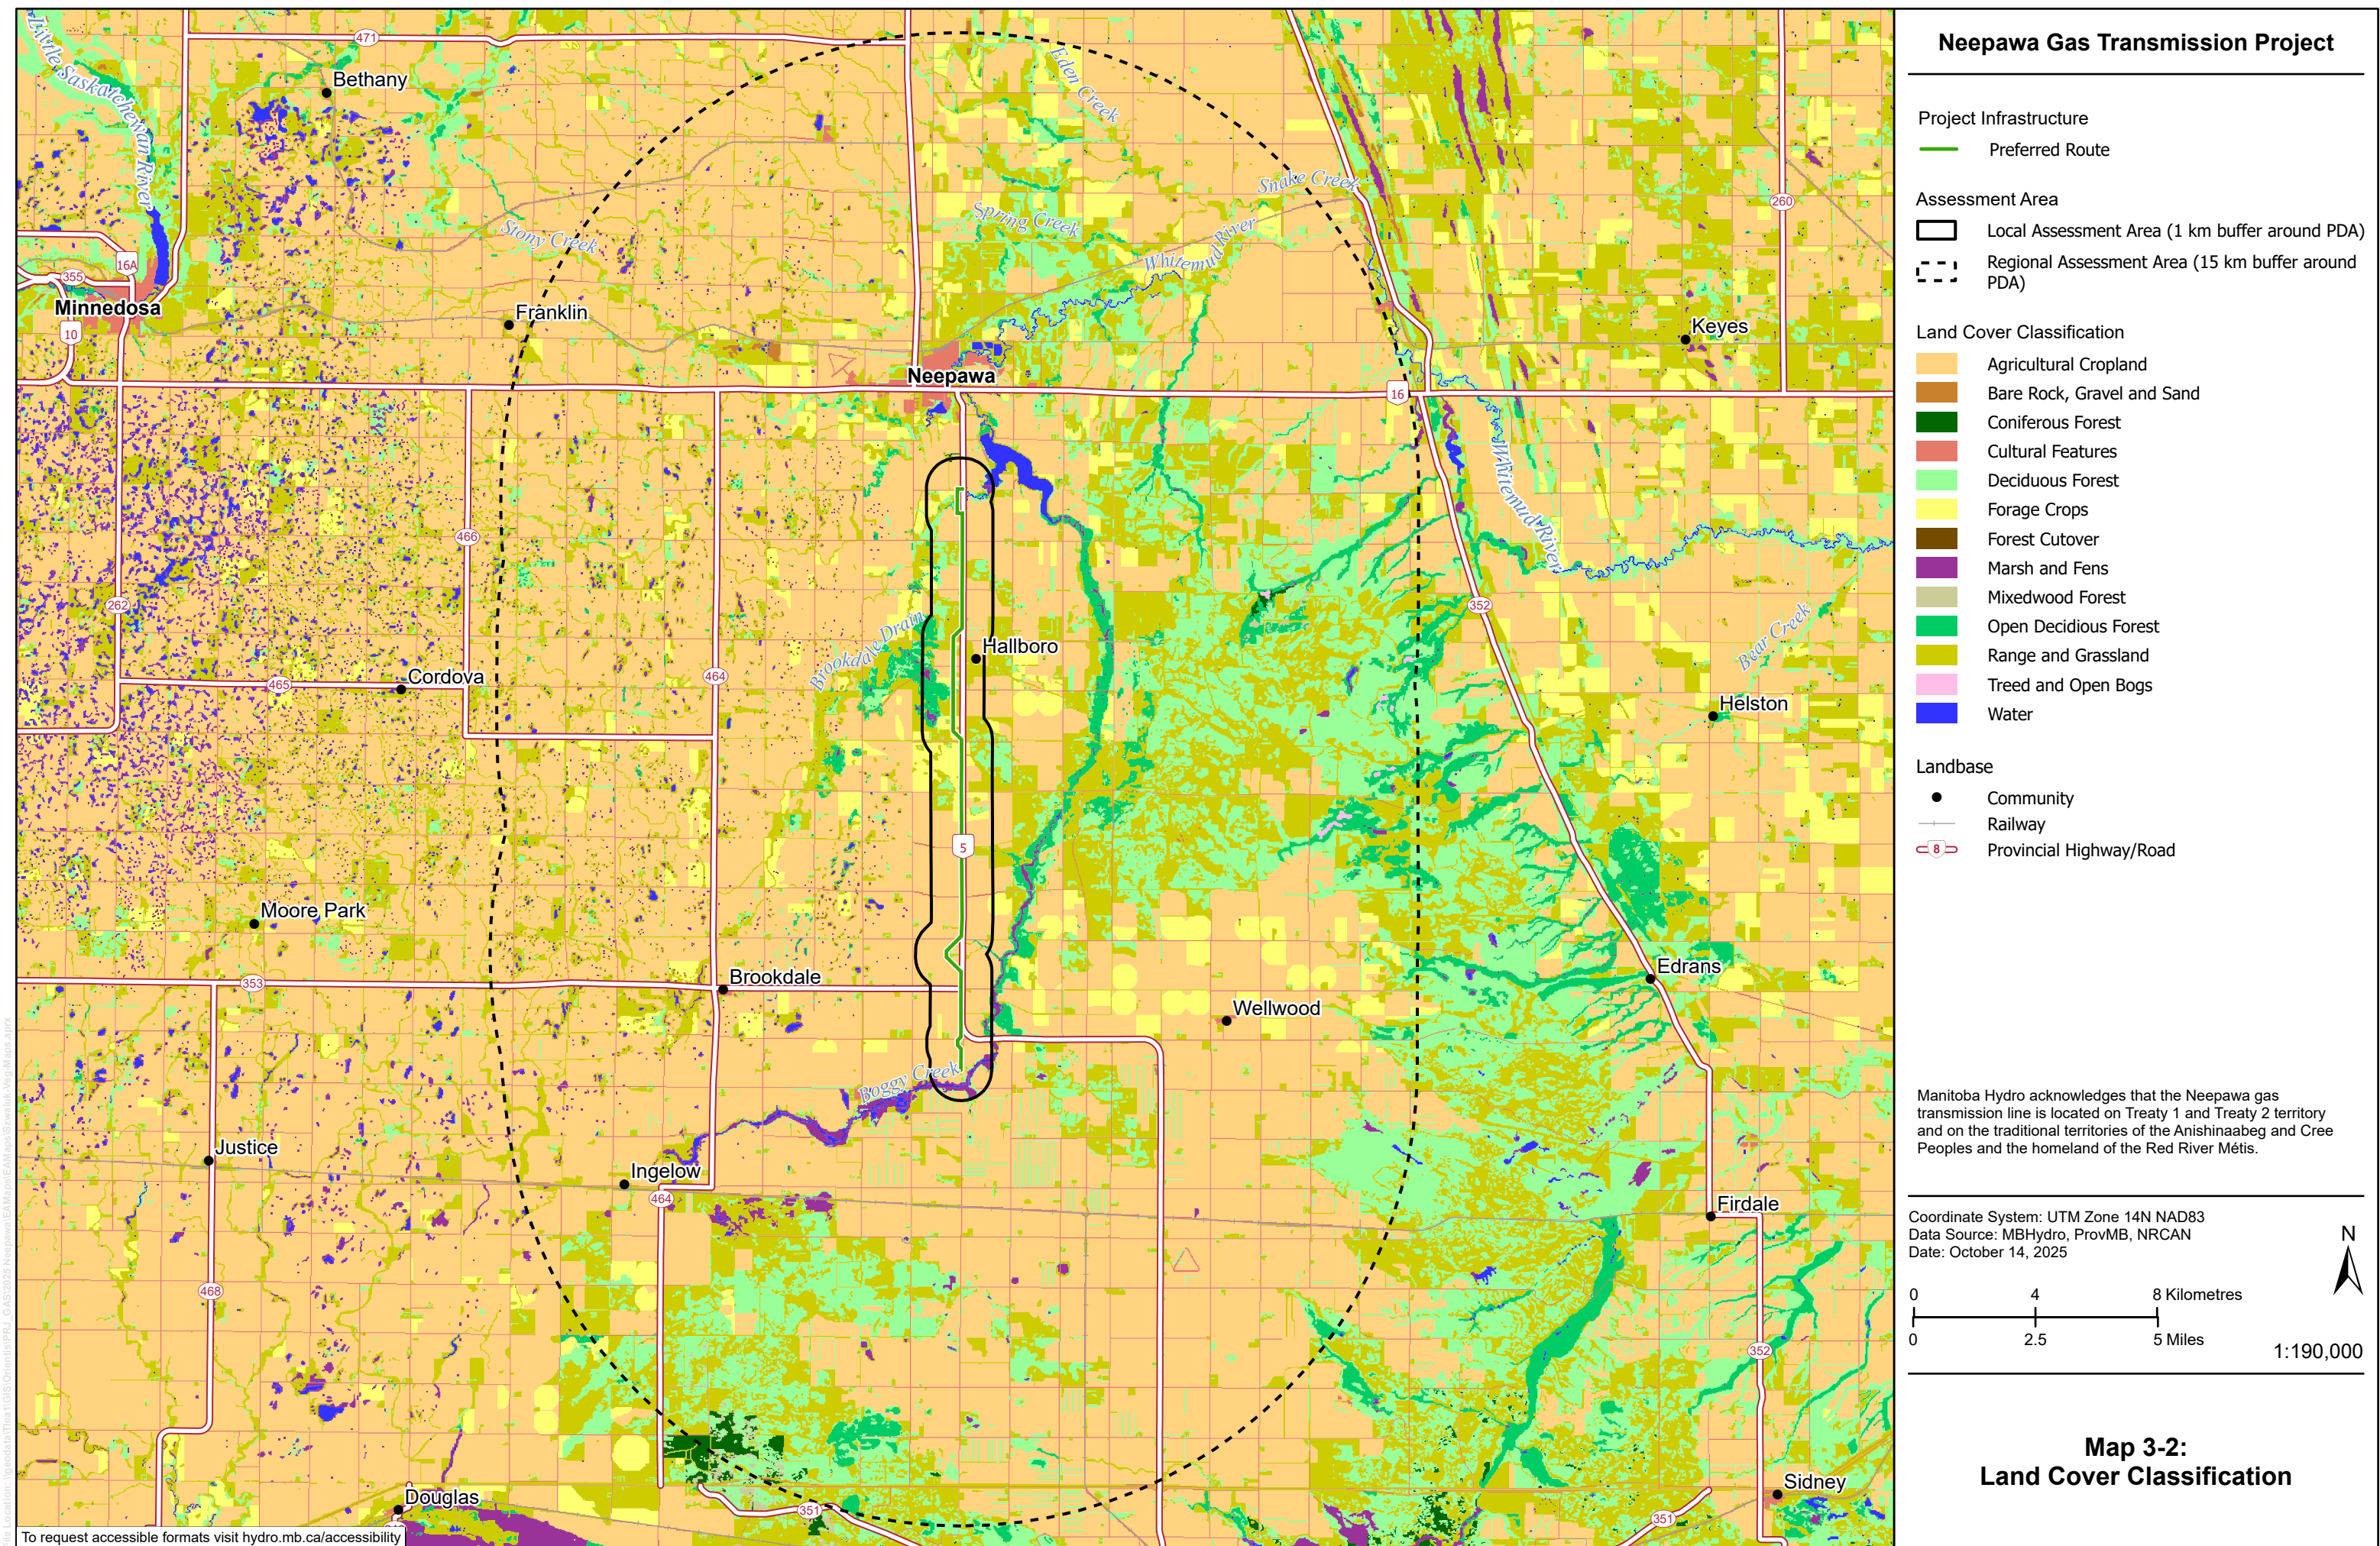 Little Saskatchewan River
471
Bethany
Eden Creek
260
Stony Creek
Spring Creek
Snake Creek
Whitemud River
16A
355
Minnedosa
10
Franklin
Keyes
Neepawa
16
Whitemud River
466
262
352
Brookdale Drain
Hallboro
Bear Creek
Cordova
465
464
Helston
5
Moore Park
353
Brookdale
Edrans
Wellwood
Boggy Creek
Justice
Ingelow
464
Firdale
468
352
Douglas
351
351
Sidney
To request accessible formats visit hydro.mb.ca/accessibility
Neepawa Gas Transmission Project
Project Infrastructure
Preferred Route
Assessment Area
Local Assessment Area (1 km buffer around PDA)
Regional Assessment Area (15 km buffer around
PDA)
Land Cover Classification
Agricultural Cropland
Bare Rock, Gravel and Sand
Coniferous Forest
Cultural Features
Deciduous Forest
Forage Crops
Forest Cutover
Marsh and Fens
Mixedwood Forest
Open Decidious Forest
Range and Grassland
Treed and Open Bogs
Water
Landbase
Community
Railway
8 Provincial Highway/Road
Manitoba Hydro acknowledges that the Neepawa gas
transmission line is located on Treaty 1 and Treaty 2 territory
and on the traditional territories of the Anishinaabeg and Cree
Peoples and the homeland of the Red River Métis.
Coordinate System: UTM Zone 14N NAD83
Data Source: MBHydro, ProvMB, NRCAN
Date: October 14, 2025
N
0 4 8 Kilometres
0 2.5 5 Miles
1:190,000
Map 3-2:
Land Cover Classification